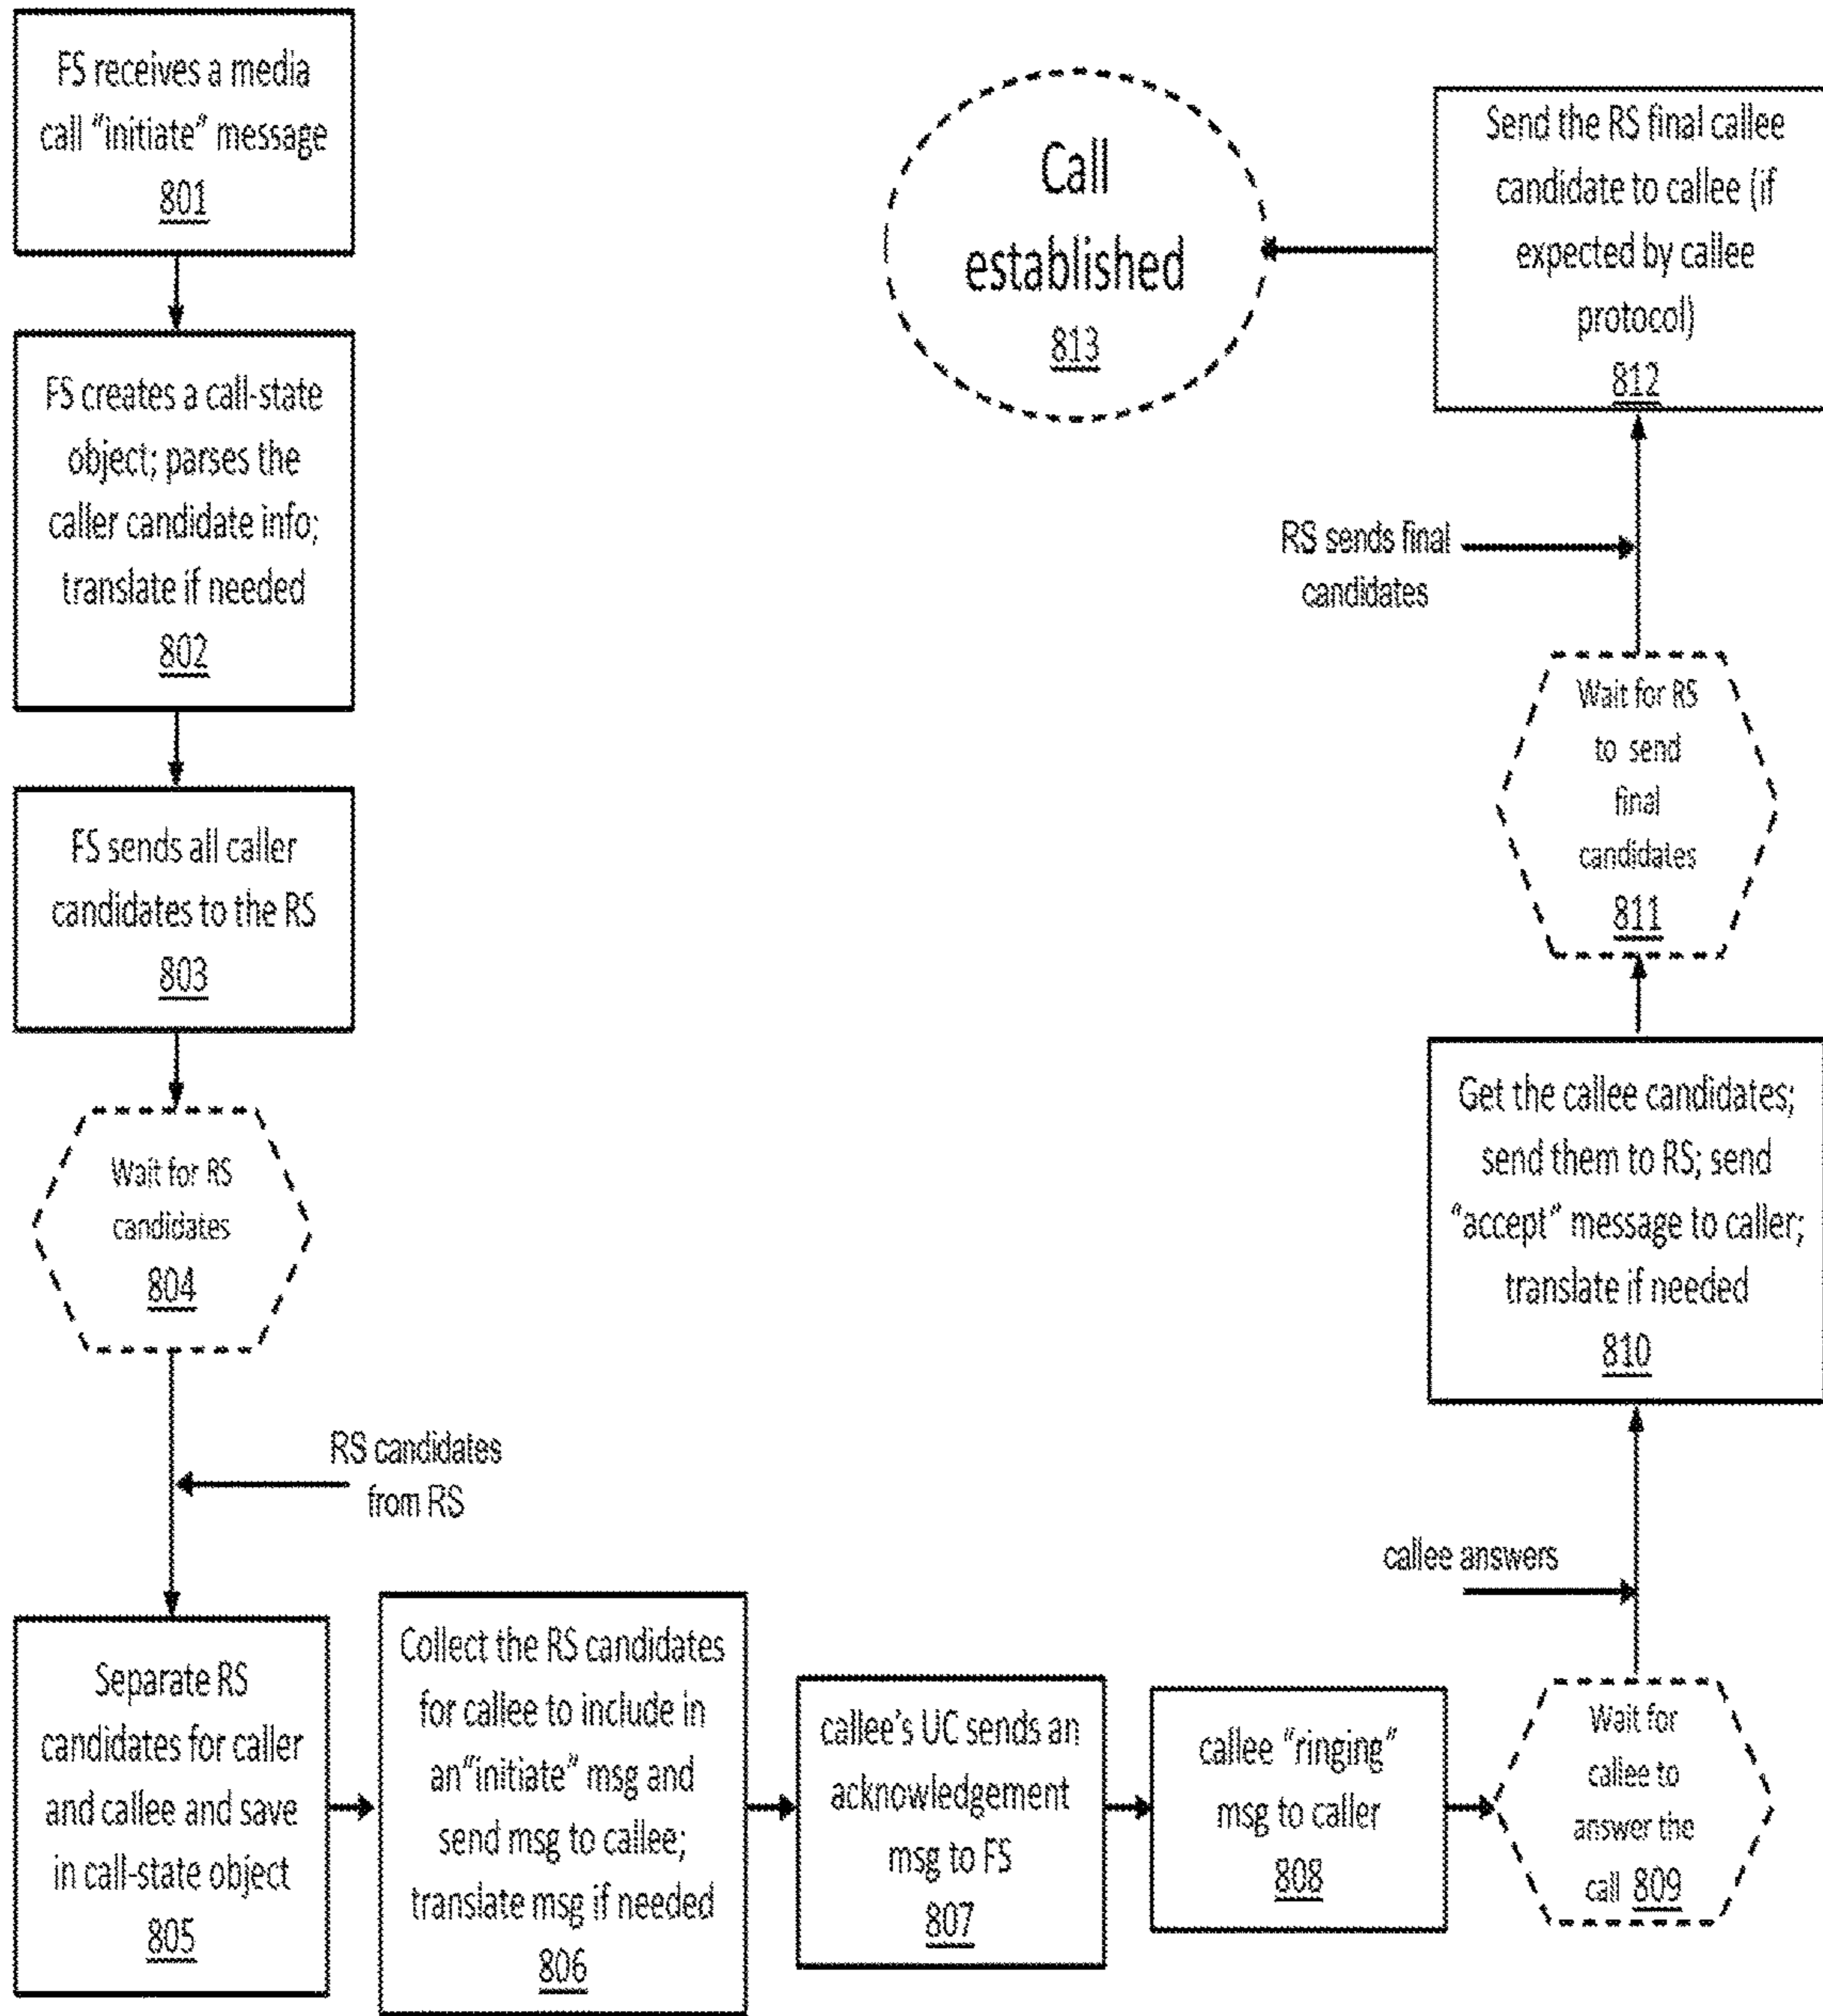 FS receives a media
call "initiate" message
801
FS creates a call-state
object; parses the
caller candidate info;
translate if needed
802
FS sends all caller
candidates to the RS
803
Wait for RS
candidates
804
RS candidates
from RS
Separate RS
candidates for caller
and callee and save
in call-state object
805
Collect the RS candidates
for callee to include in
an"initiate" msg and
send msg to callee;
translate msg if needed
806
callee's UC sends an
acknowledgement
msg to FS
807
callee "ringing"
msg to caller
808
Wait for
callee to
answer the
call 809
callee answers
Get the callee candidates;
send them to RS; send
"accept" message to caller;
translate if needed
810
Wait for RS
to send
final
candidates
811
RS sends final
candidates
Send the RS final callee
candidate to callee (if
expected by callee
protocol)
812
Call
established
813